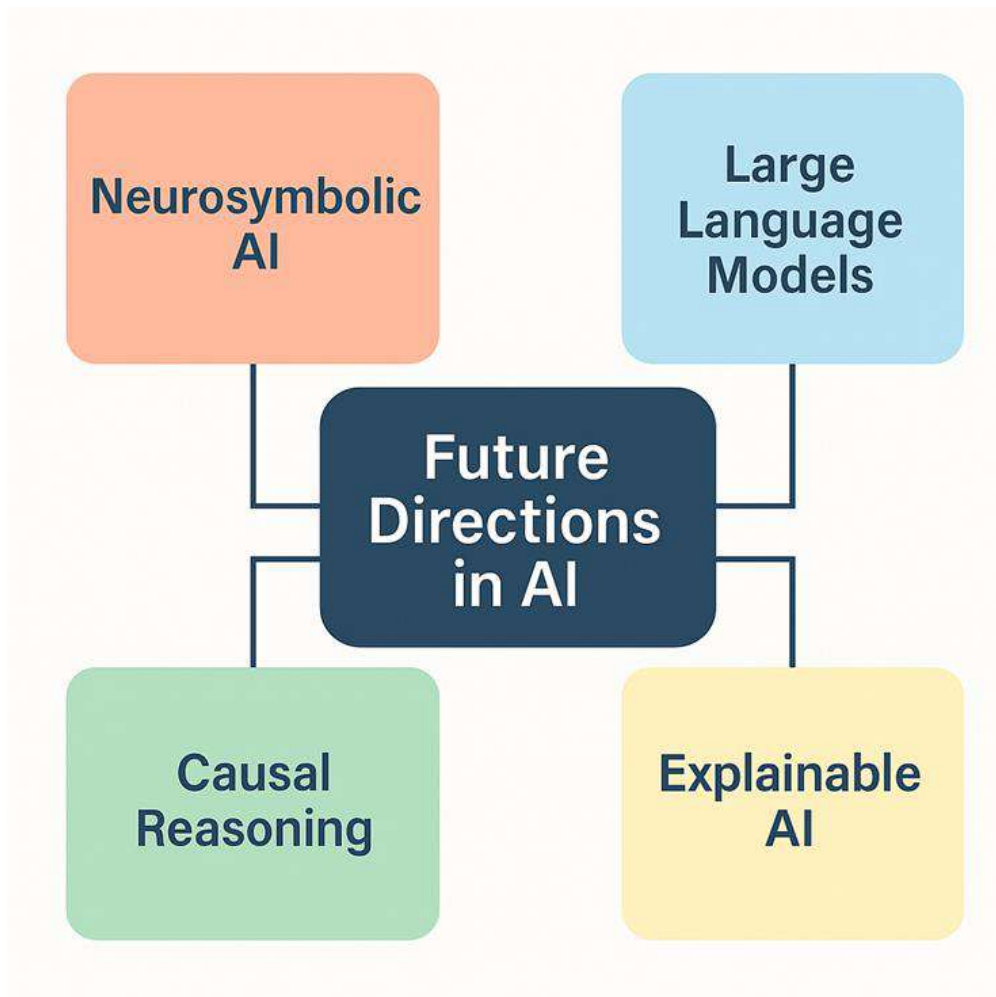 Neurosymbolic
AI
Large
Language
Models
Future
Directions
in AI
Causal
Reasoning
Explainable
AI